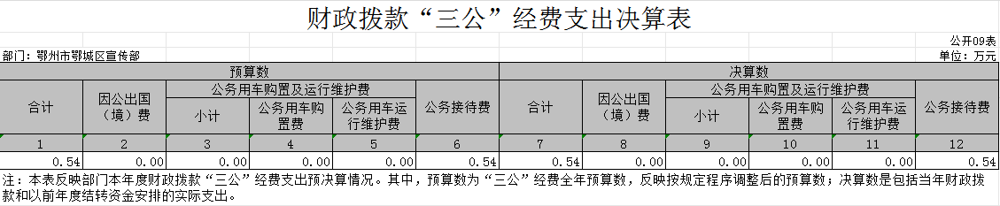 财政拨款“三公”经费支出决算表
公开09表
部门：鄂州市鄂城区宣传部 单位：万元
预算数 决算数
合计 因公出国（境）费 公务用车购置及运行维护费 公务接待费 合计 因公出国（境）费 公务用车购置及运行维护费 公务接待费
小计 公务用车购置费 公务用车运行维护费 小计 公务用车购置费 公务用车运行维护费
1 2 3 4 5 6 7 8 9 10 11 12
0.54 0.00 0.00 0.00 0.00 0.54 0.54 0.00 0.00 0.00 0.00 0.54
注：本表反映部门本年度财政拨款“三公”经费支出预决算情况。其中，预算数为“三公”经费全年预算数，反映按规定程序调整后的预算数；决算数是包括当年财政拨
款和以前年度结转资金安排的实际支出。